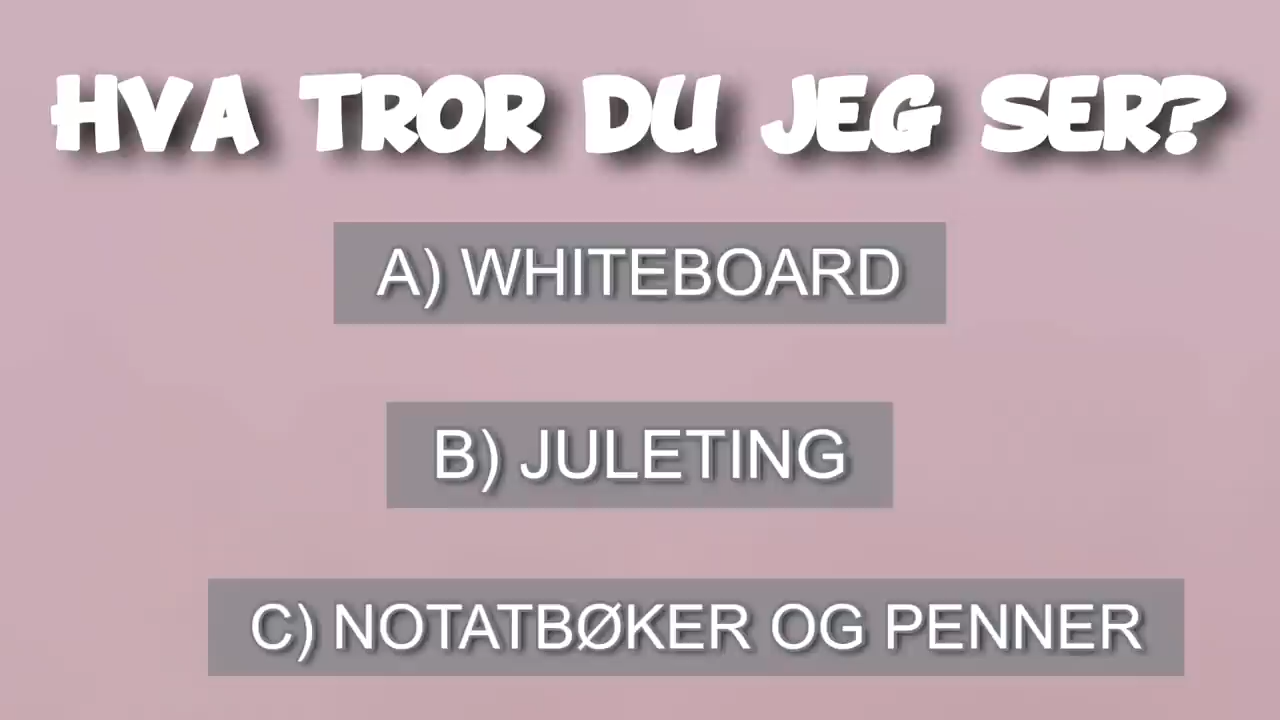 HVA TROR DU JEG SER?
A) WHITEBOARD
B) JULETING
C) NOTATBØKER OG PENNER